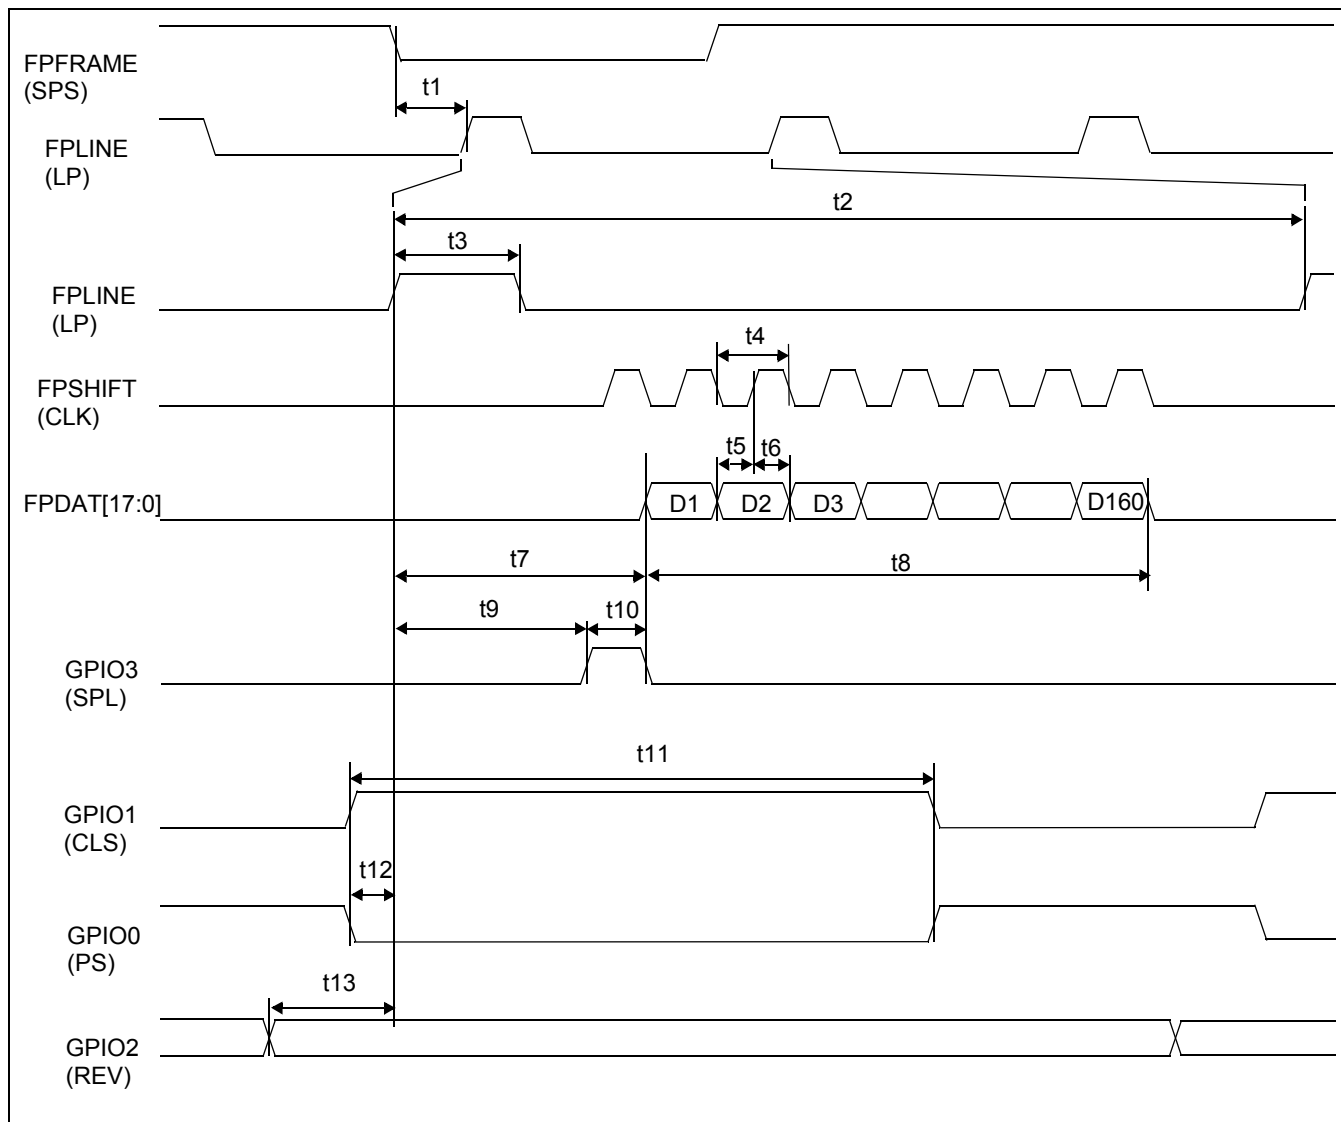 FPFRAME
(SPS)
t1
FPLINE
(LP)
t2
t3
FPLINE
(LP)
t4
FPSHIFT
(CLK)
t5 t6
FPDAT[17:0] D1 D2 D3 D160
t7 t8
t9 t10
GPIO3
(SPL)
t11
GPIO1
(CLS)
t12
GPIO0
(PS)
t13
GPIO2
(REV)